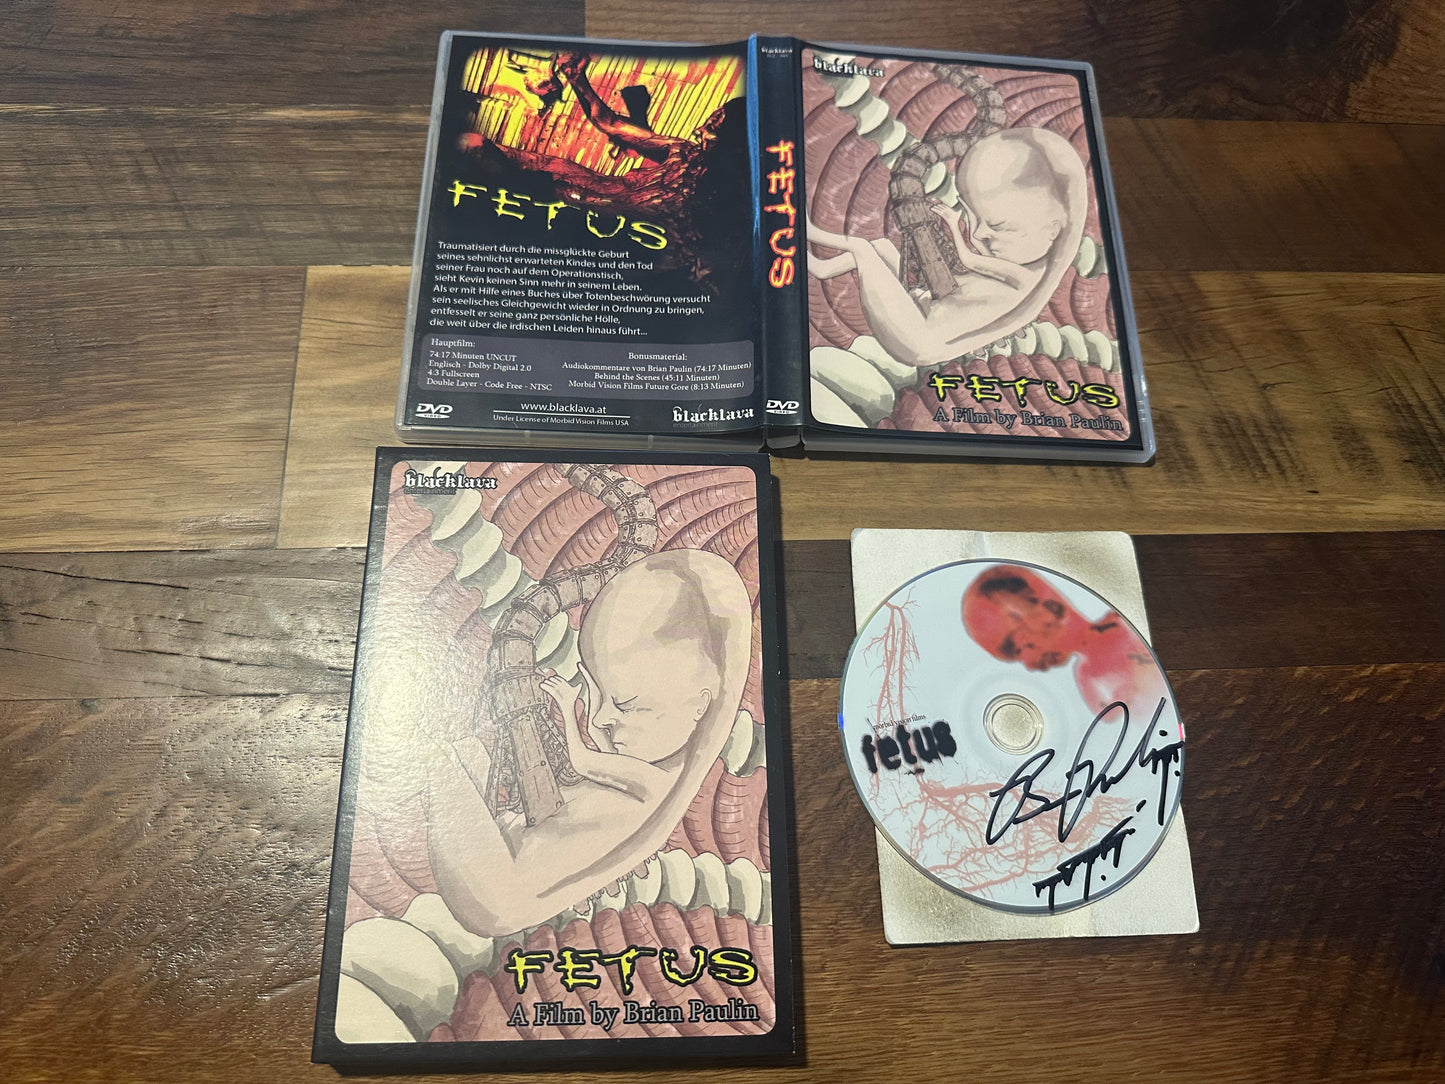 FETUS
Traumatisiert durch die missglückte Geburt
seines sehnlichst erwarteten Kindes und den Tod
seiner Frau noch auf dem Operationstisch,
sieht Kevin keinen Sinn mehr in seinem Leben.
Als er mit Hilfe eines Buches über Totenbeschwörung versucht
sein seelisches Gleichgewicht wieder in Ordnung zu bringen,
entfesselt er seine ganz persönliche Hölle,
die weit über die irdischen Leiden hinaus führt...
Hauptfilm:
74:17 Minuten UNCUT
Englisch - Dolby Digital 2.0
4:3 Fullscreen
Double Layer - Code Free - NTSC
Bonusmaterial:
Audiokommentare von Brian Paulin (74:17 Minuten)
Behind the Scenes (45:11 Minuten)
Morbid Vision Films Future Gore (8:13 Minuten)
DVD
VIDEO
www.blacklava.at
Under License of Morbid Vision Films USA
blacklava
entertainment
blacklava
FETUS
DVD
VIDEO
blacklava
FETUS
A Film by Brian Paulin
blacklava
entertainment
FETUS
A Film by Brian Paulin
morbid vision films
fetus